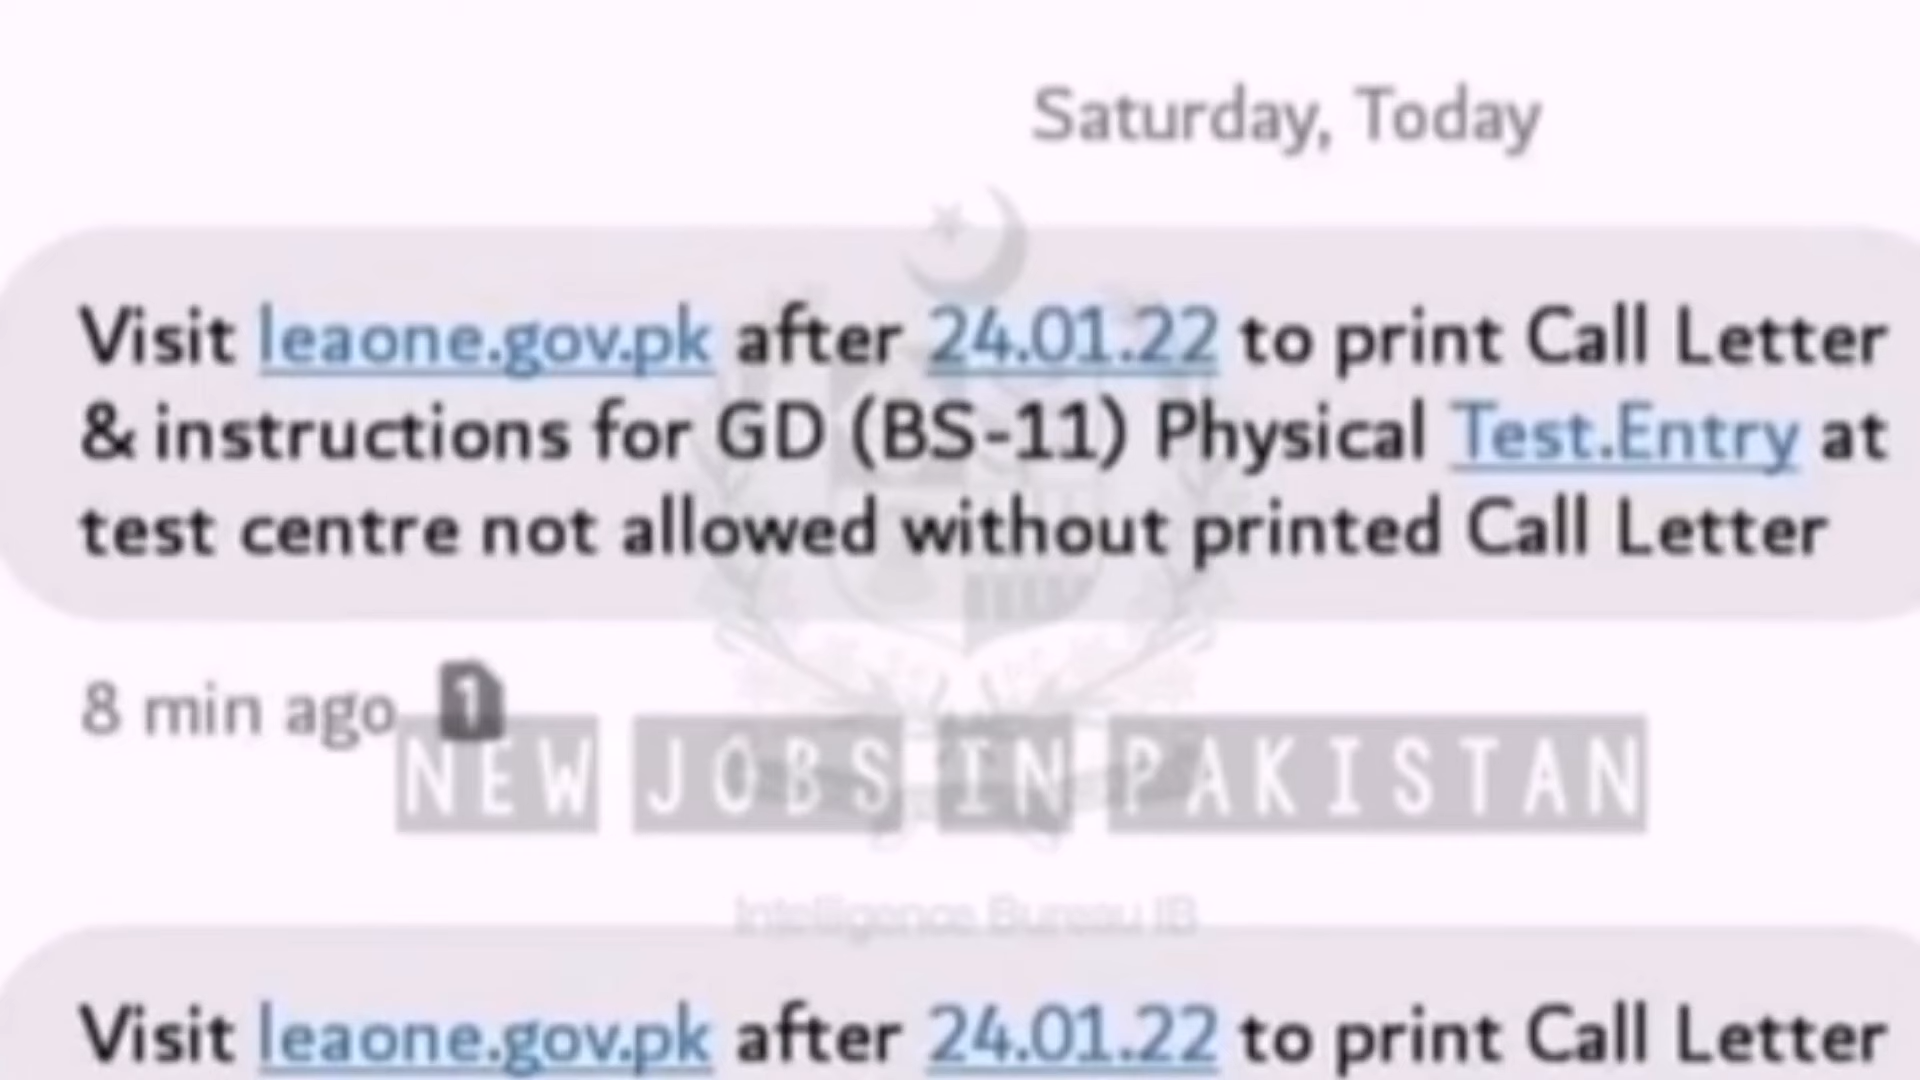 Saturday, Today
Visit leaone.gov.pk after 24.01.22 to print Call Letter
& instructions for GD (BS-11) Physical Test.Entry at
test centre not allowed without printed Call Letter
8 min ago 1
NEW JOBS IN PAKISTAN
Intelligence Bureau IB
Visit leaone.gov.pk after 24.01.22 to print Call Letter